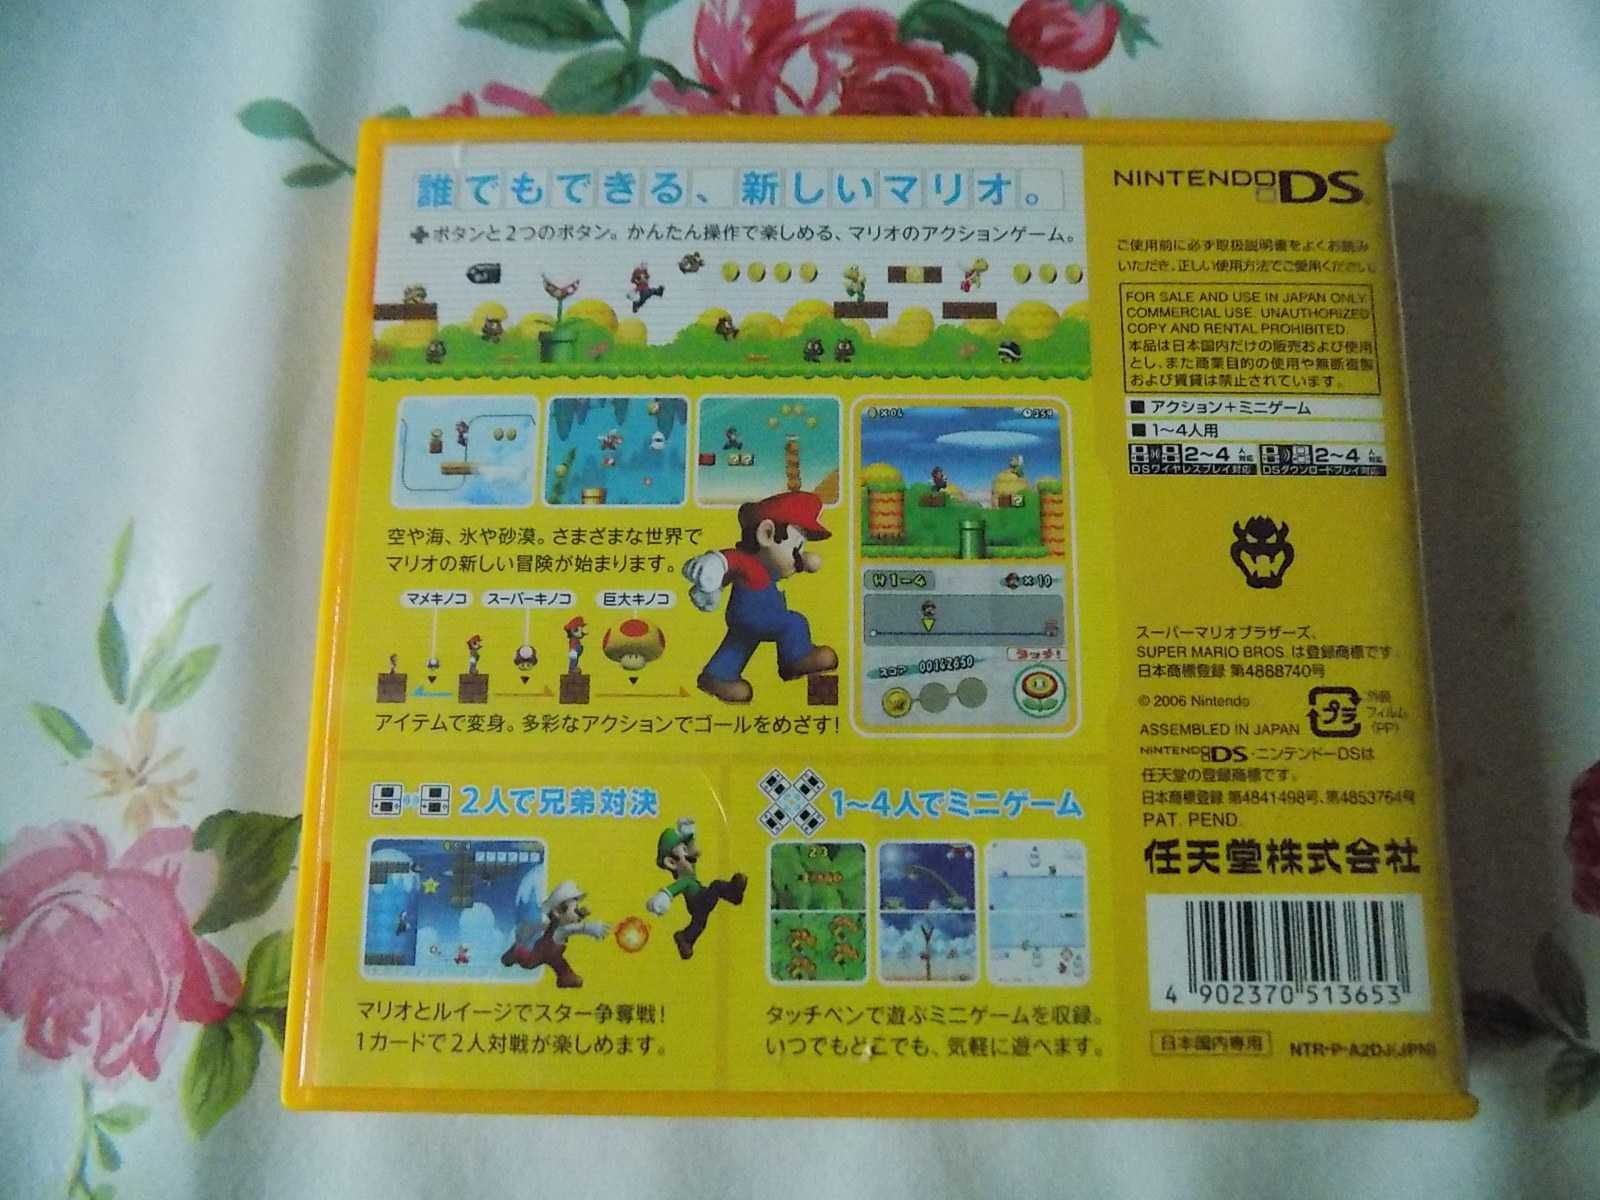 誰でもできる、新しいマリオ。
ボタンと2つのボタン。かんたん操作で楽しめる、マリオのアクションゲーム。
空や海、氷や砂漠。さまざまな世界で
マリオの新しい冒険が始まります。
マメキノコ スーパーキノコ 巨大キノコ
アイテムで変身。多彩なアクションでゴールをめざす!
×04 259
W1-4 ×10
タッチ!
スコア 00142650
2人で兄弟対決
マリオとルイージでスター争奪戦!
1カードで2人対戦が楽しめます。
1〜4人でミニゲーム
タッチペンで遊ぶミニゲームを収録。
いつでもどこでも、気軽に遊べます。
NINTENDO DS
ご使用前に必ず取扱説明書をよくお読み
いただき、正しい使用方法でご愛用ください。
FOR SALE AND USE IN JAPAN ONLY.
COMMERCIAL USE, UNAUTHORIZED
COPY AND RENTAL PROHIBITED.
本品は日本国内だけの販売および使用
とし、また商業目的の使用や無断複製
および賃貸は禁止されています。
■ アクション+ミニゲーム
■ 1〜4人用
2〜4人対応 2〜4人対応
DSワイヤレスプレイ対応 DSダウンロードプレイ対応
スーパーマリオブラザーズ、
SUPER MARIO BROS. は登録商標です。
日本商標登録 第4888740号
© 2006 Nintendo
ASSEMBLED IN JAPAN
プラ
外装
フィルム
(PP)
NINTENDO DS・ニンテンドーDSは
任天堂の登録商標です。
日本商標登録 第4841498号、第4853764号
PAT. PEND.
任天堂株式会社
4 902370 513653
日本国内専用 NTR-P-A2DJ(JPN)